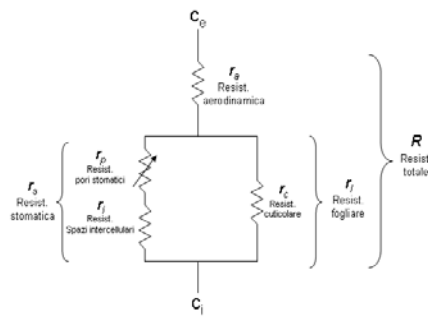 Ce
ra
Resist.
aerodinamica
rp
Resist.
pori stomatici
rs
Resist.
stomatica
ri
Resist.
Spazi intercellulari
rc
Resist.
cuticolare
rl
Resist.
fogliare
R
Resist.
totale
Ci